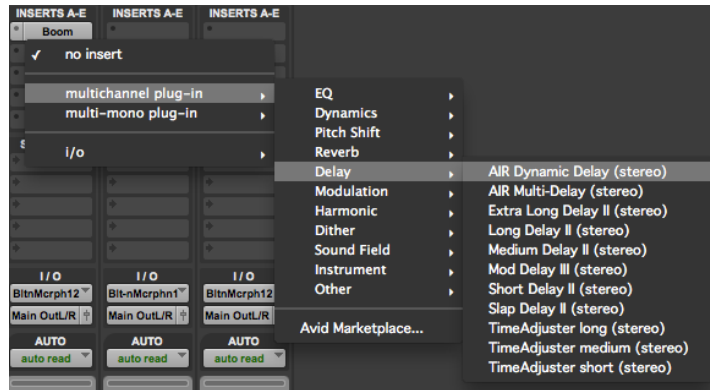 INSERTS A-E
INSERTS A-E
INSERTS A-E
Boom
✓ no insert
multichannel plug-in
multi-mono plug-in
i/o
EQ
Dynamics
Pitch Shift
Reverb
Delay
Modulation
Harmonic
Dither
Sound Field
Instrument
Other
Avid Marketplace...
AIR Dynamic Delay (stereo)
AIR Multi-Delay (stereo)
Extra Long Delay II (stereo)
Long Delay II (stereo)
Medium Delay II (stereo)
Mod Delay III (stereo)
Short Delay II (stereo)
Slap Delay II (stereo)
TimeAdjuster long (stereo)
TimeAdjuster medium (stereo)
TimeAdjuster short (stereo)
I/O
I/O
I/O
BltnMcrph12
Blt-nMcrphn1
BltnMcrph12
Main OutL/R
Main OutL/R
Main OutL/R
AUTO
AUTO
AUTO
auto read
auto read
auto read